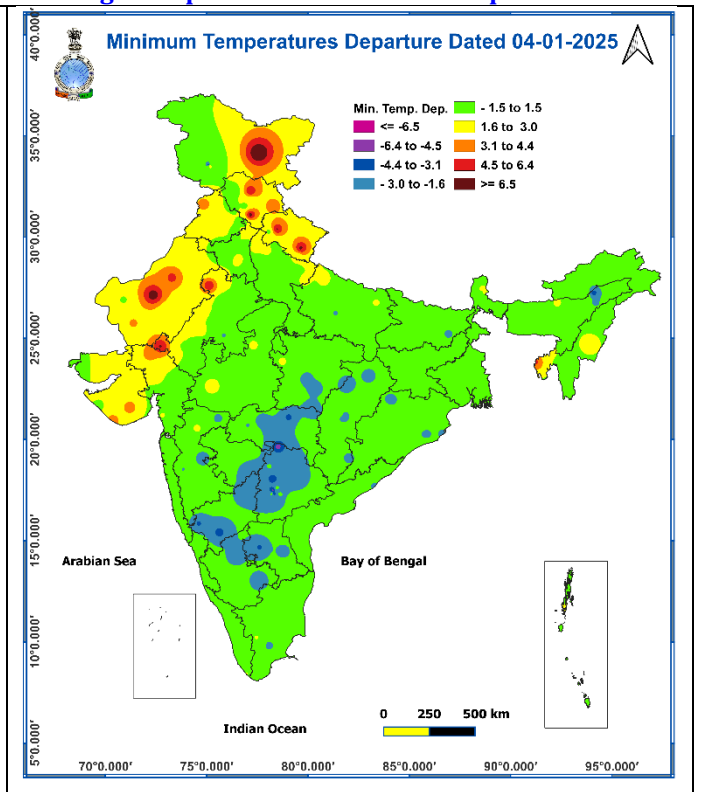 Minimum Temperatures Departure Dated 04-01-2025
Min. Temp. Dep.
<= -6.5
-6.4 to -4.5
-4.4 to -3.1
- 3.0 to -1.6
- 1.5 to 1.5
1.6 to 3.0
3.1 to 4.4
4.5 to 6.4
>= 6.5
40°0.000'
35°0.000'
30°0.000'
25°0.000'
20°0.000'
15°0.000'
10°0.000'
5°0.000'
Arabian Sea
Bay of Bengal
Indian Ocean
0 250 500 km
70°0.000' 75°0.000' 80°0.000' 85°0.000' 90°0.000' 95°0.000'